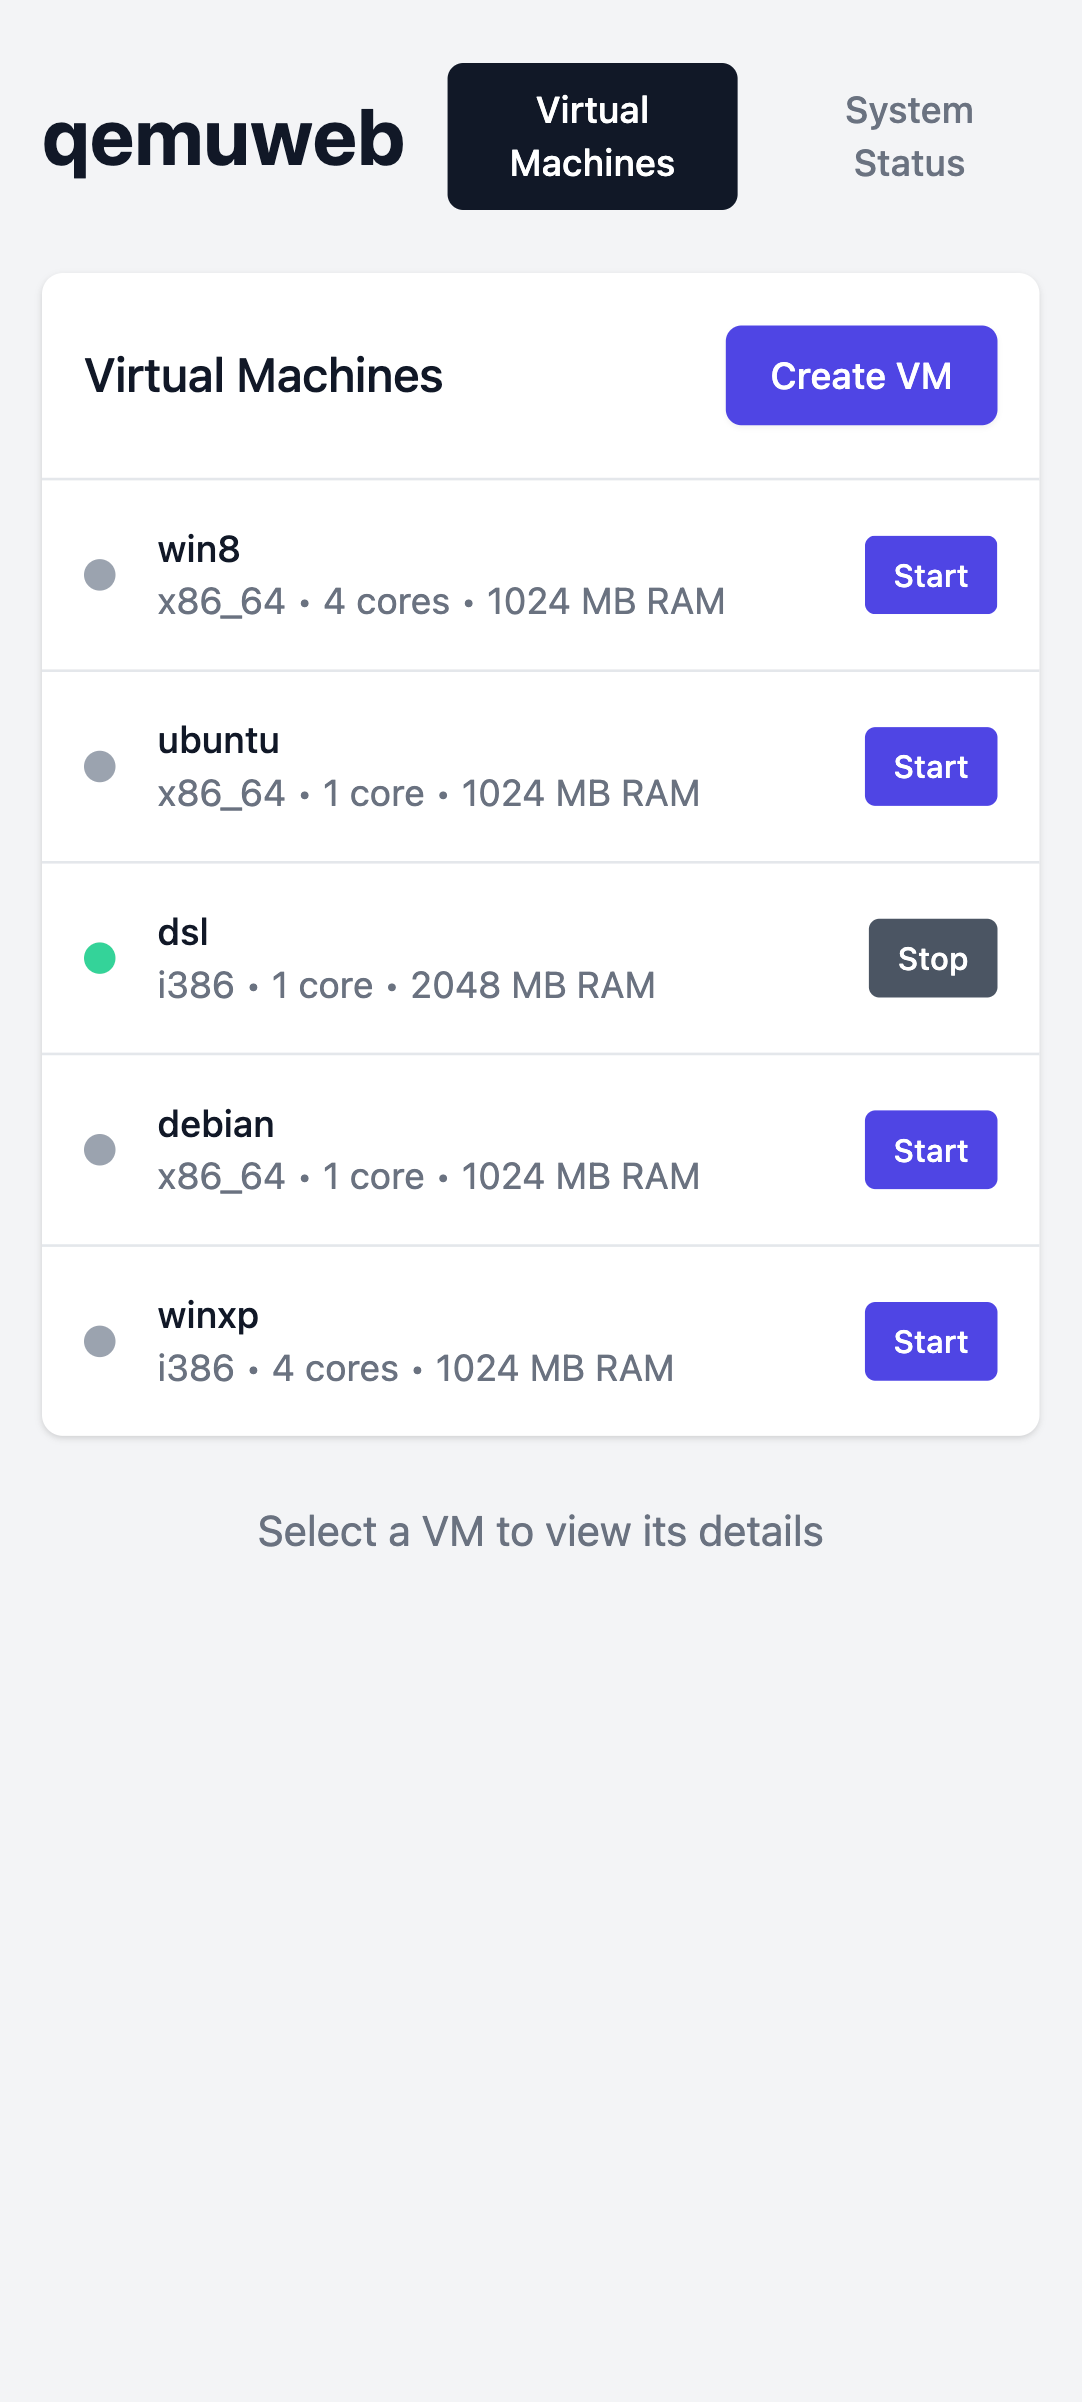 qemuweb
Virtual
Machines
System
Status
Virtual Machines
Create VM
win8
x86_64 • 4 cores • 1024 MB RAM
Start
ubuntu
x86_64 • 1 core • 1024 MB RAM
Start
dsl
i386 • 1 core • 2048 MB RAM
Stop
debian
x86_64 • 1 core • 1024 MB RAM
Start
winxp
i386 • 4 cores • 1024 MB RAM
Start
Select a VM to view its details